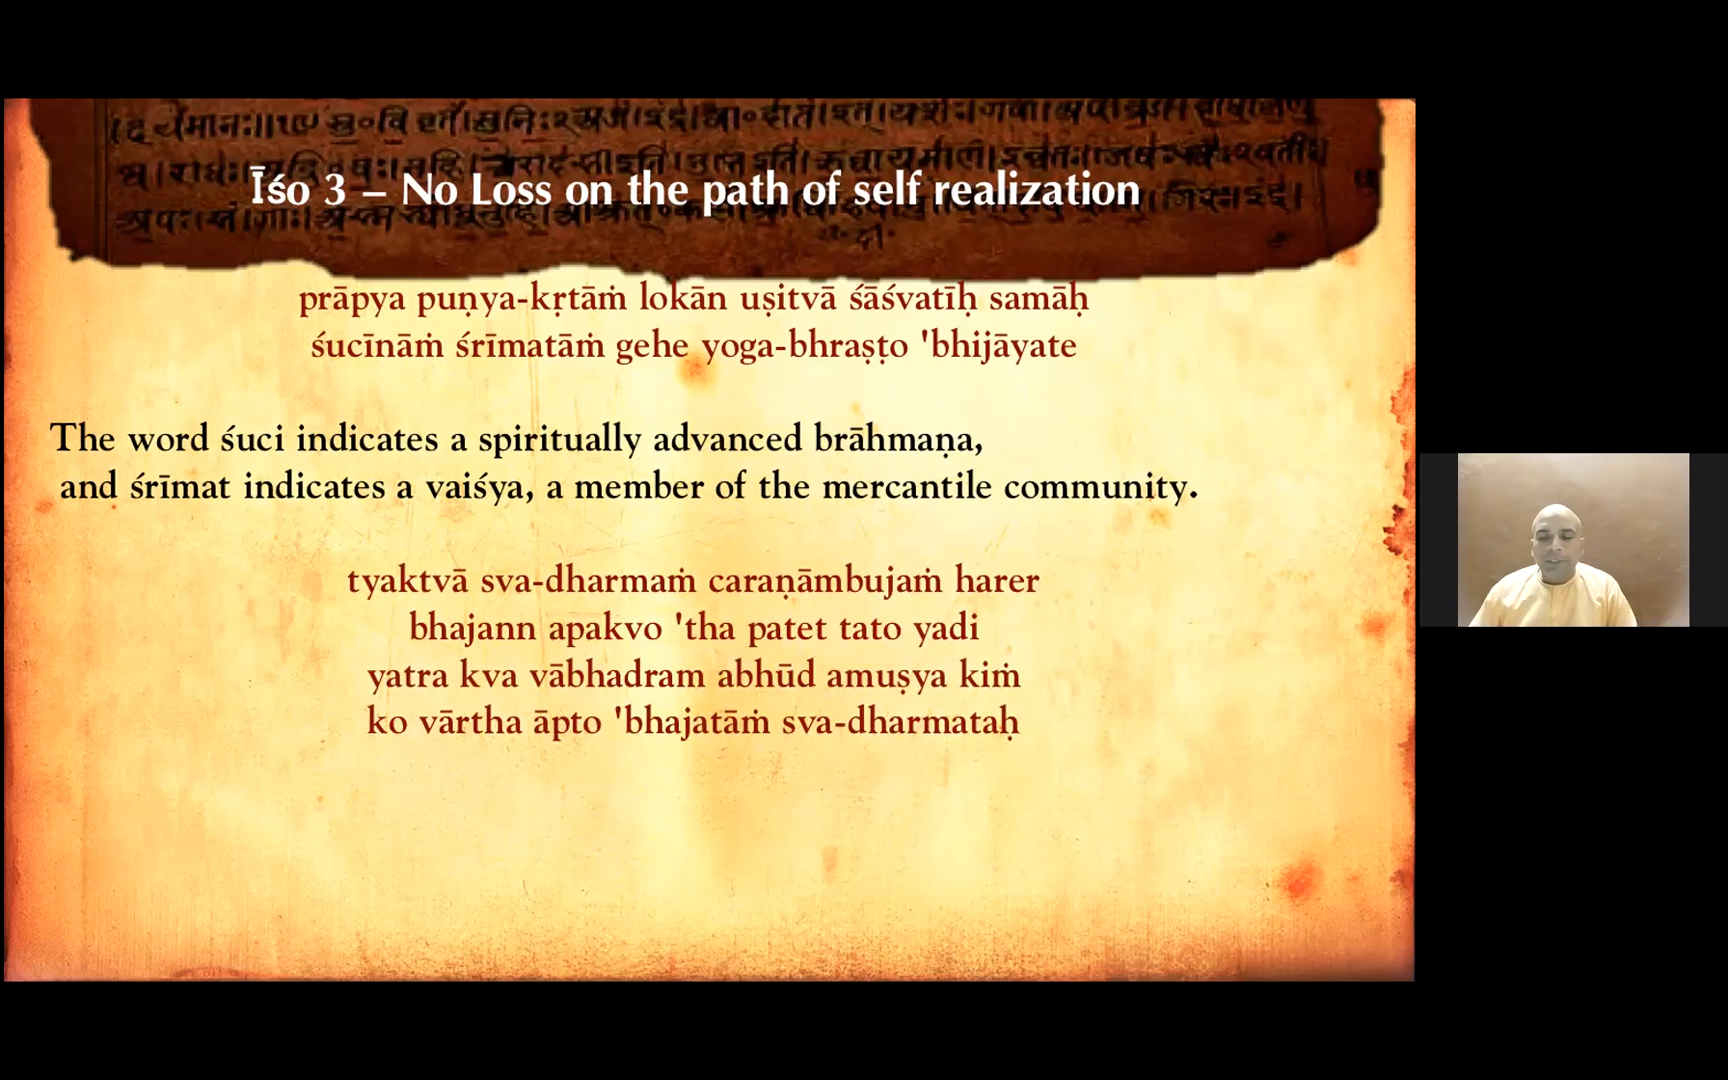 Īśo 3 – No Loss on the path of self realization
prāpya puṇya-kṛtāṁ lokān uṣitvā śāśvatīḥ samāḥ
śucīnāṁ śrīmatāṁ gehe yoga-bhraṣṭo 'bhijāyate
The word śuci indicates a spiritually advanced brāhmaṇa,
and śrīmat indicates a vaiśya, a member of the mercantile community.
tyaktvā sva-dharmaṁ caraṇāmbujaṁ harer
bhajann apakvo 'tha patet tato yadi
yatra kva vābhadram abhūd amuṣya kiṁ
ko vārtha āpto 'bhajatāṁ sva-dharmataḥ